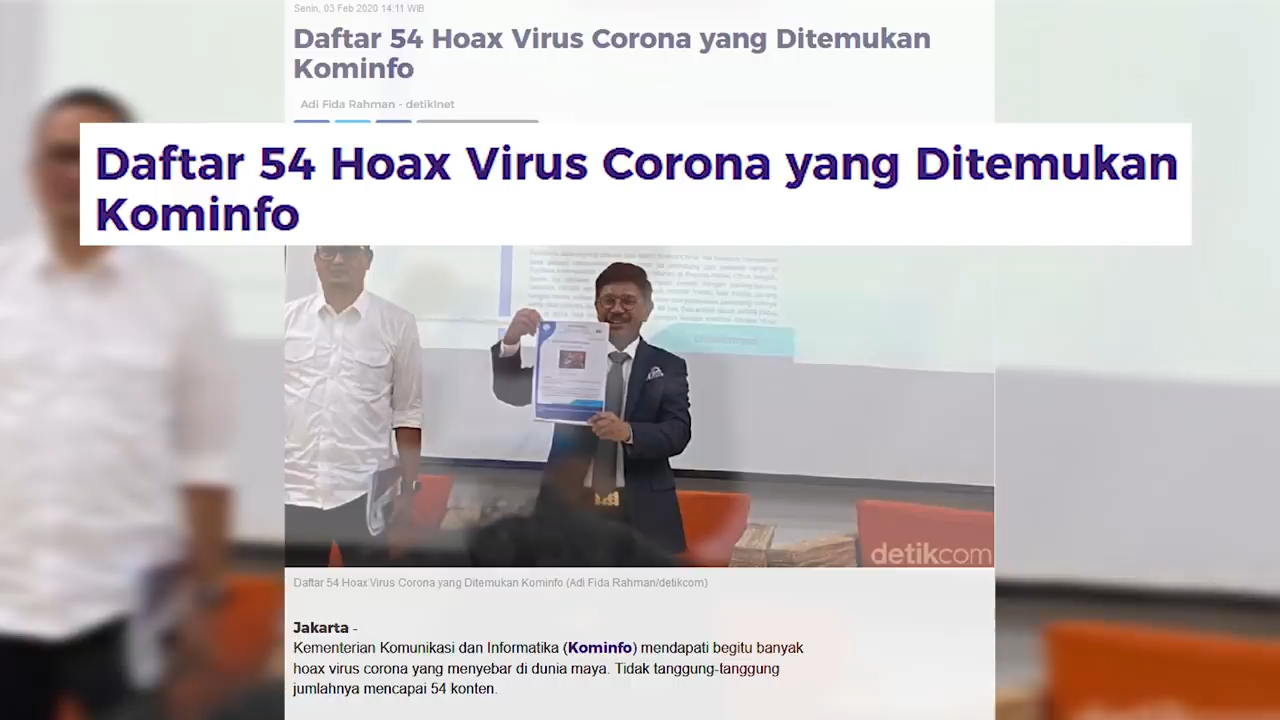 Senin, 03 Feb 2020 14:11 WIB
Daftar 54 Hoax Virus Corona yang Ditemukan
Kominfo
Adi Fida Rahman - detikInet
Daftar 54 Hoax Virus Corona yang Ditemukan
Kominfo
detikcom
Daftar 54 Hoax Virus Corona yang Ditemukan Kominfo (Adi Fida Rahman/detikcom)
Jakarta -
Kementerian Komunikasi dan Informatika (Kominfo) mendapati begitu banyak
hoax virus corona yang menyebar di dunia maya. Tidak tanggung-tanggung
jumlahnya mencapai 54 konten.